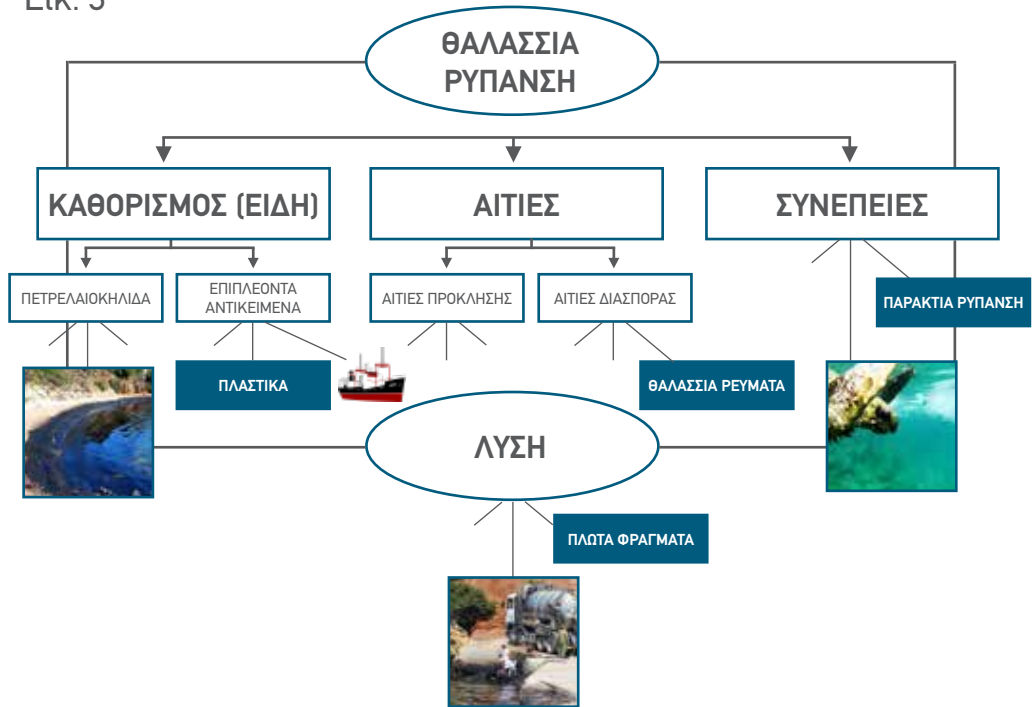 Εικ. 3
ΘΑΛΑΣΣΙΑ
ΡΥΠΑΝΣΗ
ΚΑΘΟΡΙΣΜΟΣ (ΕΙΔΗ)
ΑΙΤΙΕΣ
ΣΥΝΕΠΕΙΕΣ
ΠΕΤΡΕΛΑΙΟΚΗΛΙΔΑ
ΕΠΙΠΛΕΟΝΤΑ
ΑΝΤΙΚΕΙΜΕΝΑ
ΑΙΤΙΕΣ ΠΡΟΚΛΗΣΗΣ
ΑΙΤΙΕΣ ΔΙΑΣΠΟΡΑΣ
ΠΑΡΑΚΤΙΑ ΡΥΠΑΝΣΗ
ΠΛΑΣΤΙΚΑ
ΘΑΛΑΣΣΙΑ ΡΕΥΜΑΤΑ
ΛΥΣΗ
ΠΛΩΤΑ ΦΡΑΓΜΑΤΑ